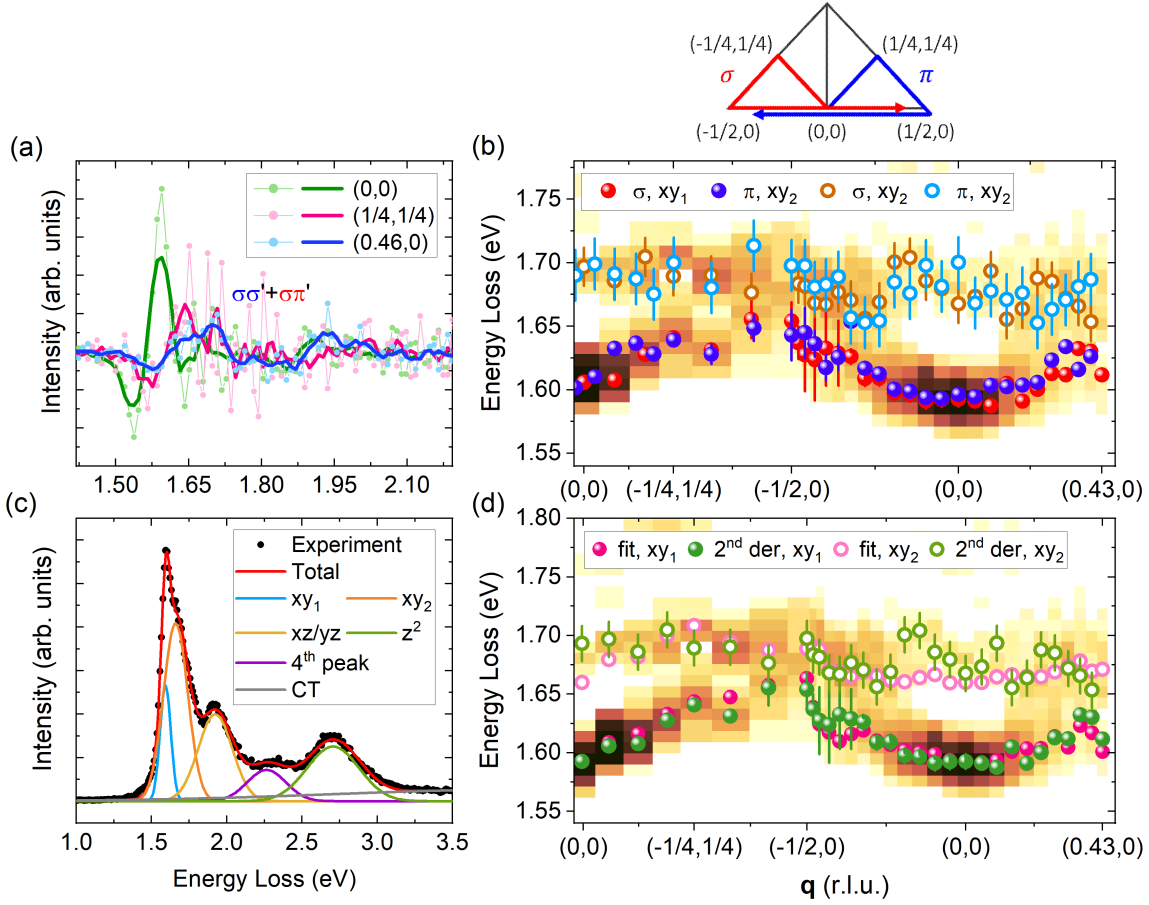 (-1/4,1/4) (1/4,1/4)
σ π
(-1/2,0) (0,0) (1/2,0)
(a)
Intensity (arb. units)
(0,0)
(1/4,1/4)
(0.46,0)
σσ'+σπ'
1.50 1.65 1.80 1.95 2.10
(b)
Energy Loss (eV)
1.75
1.70
1.65
1.60
1.55
σ, xy1 π, xy2 σ, xy2 π, xy2
(0,0) (-1/4,1/4) (-1/2,0) (0,0) (0.43,0)
(c)
Intensity (arb. units)
Experiment
Total
xy1 xy2
xz/yz z²
4th peak
CT
1.0 1.5 2.0 2.5 3.0 3.5
Energy Loss (eV)
(d)
Energy Loss (eV)
1.80
1.75
1.70
1.65
1.60
1.55
fit, xy1 2nd der, xy1 fit, xy2 2nd der, xy2
(0,0) (-1/4,1/4) (-1/2,0) (0,0) (0.43,0)
q (r.l.u.)